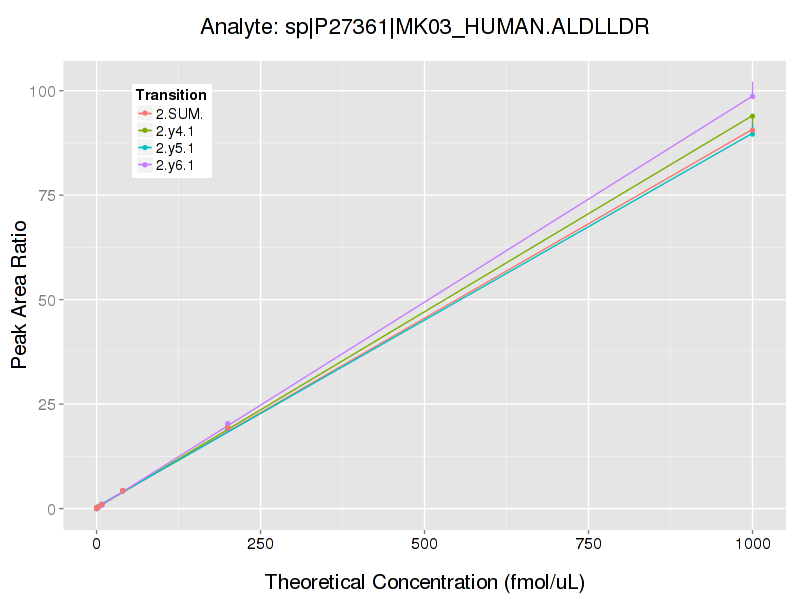 Analyte: sp|P27361|MK03_HUMAN.ALDLLDR
Transition
2.SUM.
2.y4.1
2.y5.1
2.y6.1
100
75
50
25
0
Peak Area Ratio
0 250 500 750 1000
Theoretical Concentration (fmol/uL)